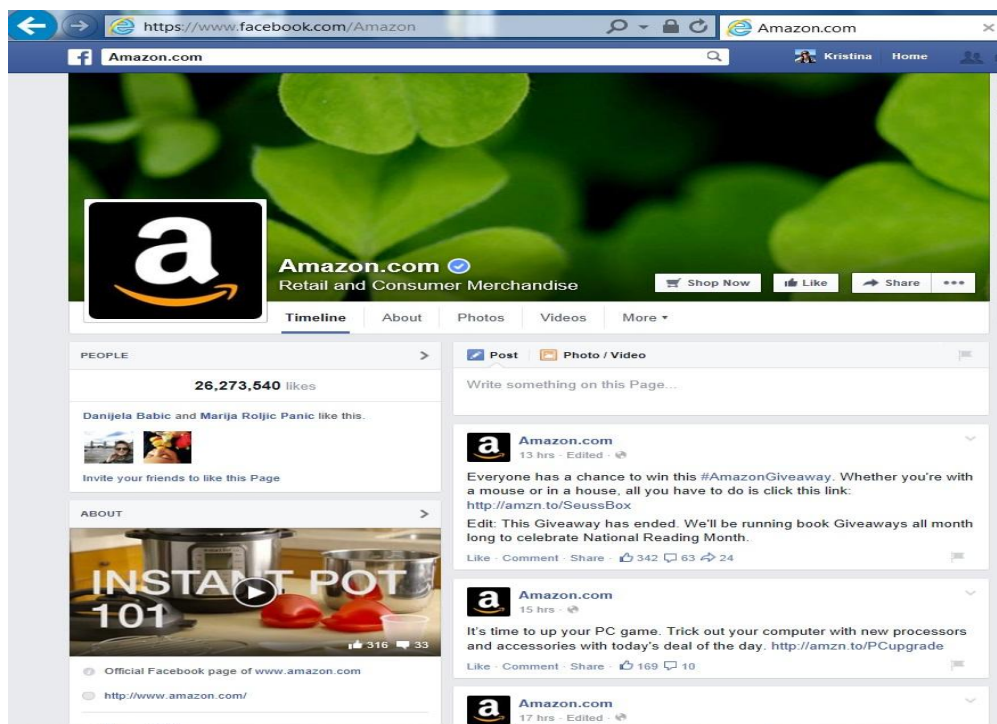 https://www.facebook.com/Amazon
Amazon.com
Amazon.com
Kristina Home
a
Amazon.com
Retail and Consumer Merchandise
Shop Now Like Share
Timeline About Photos Videos More
PEOPLE
26,273,540 likes
Danijela Babic and Marija Roljic Panic like this.
Invite your friends to like this Page
ABOUT
INSTANT POT
101
316 33
Official Facebook page of www.amazon.com
http://www.amazon.com/
Post Photo / Video
Write something on this Page...
a
Amazon.com
13 hrs · Edited ·
Everyone has a chance to win this #AmazonGiveaway. Whether you're with
a mouse or in a house, all you have to do is click this link:
http://amzn.to/SeussBox
Edit: This Giveaway has ended. We'll be running book Giveaways all month
long to celebrate National Reading Month.
Like · Comment · Share · 342 63 24
a
Amazon.com
15 hrs ·
It's time to up your PC game. Trick out your computer with new processors
and accessories with today's deal of the day. http://amzn.to/PCupgrade
Like · Comment · Share · 169 10
a
Amazon.com
17 hrs · Edited ·